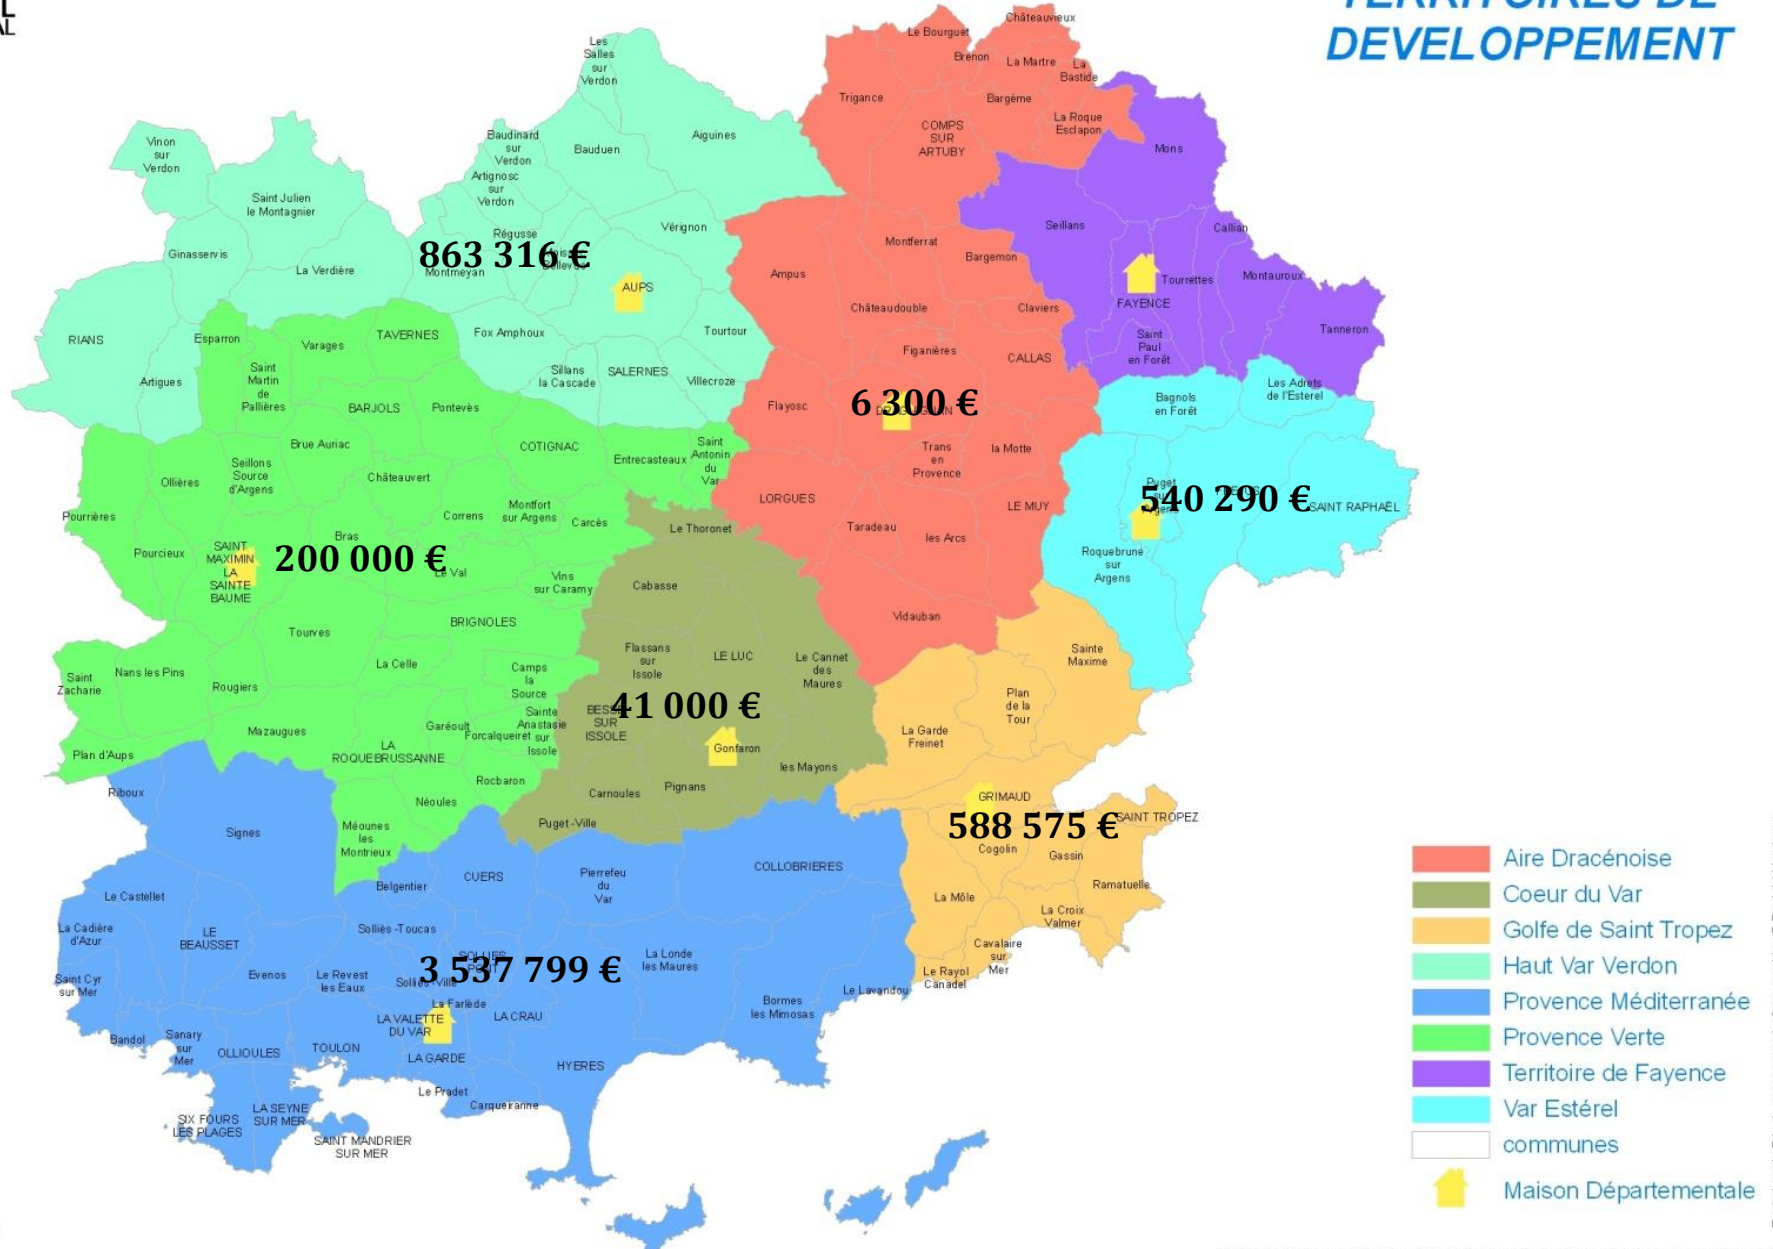 TERRITOIRES DE
DEVELOPPEMENT
Châteauvieux
Le Bourguet
Brenon
La Martre
La
Bastide
Trigance
Bargème
La Roque
Esclapon
COMPS
SUR
ARTUBY
Les
Salles
sur
Verdon
Aiguines
Bauduen
Baudinard
sur
Verdon
Artignosc
sur
Verdon
Vinon
sur
Verdon
Saint Julien
le Montagnier
Ginasservis
La Verdière
Régusse
Vérignon
863 316 €
Montmeyan
AUPS
RIANS
Artigues
Fox Amphoux
Tourtour
Sillans
la Cascade
SALERNES
Villecroze
Mons
Seillans
Callian
Tourrettes
Montauroux
FAYENCE
Saint
Paul
en Forêt
Tanneron
Montferrat
Bargemon
Ampus
Châteaudouble
Claviers
Figanières
CALLAS
Flayosc
6 300 €
Trans
en
Provence
la Motte
LORGUES
LE MUY
Taradeau
les Arcs
Vidauban
Bagnols
en Forêt
Les Adrets
de l'Esterel
Puget
540 290 €
SAINT RAPHAËL
Roquebrune
sur
Argens
Esparron
Varages
TAVERNES
Saint
Martin
de
Pallières
BARJOLS
Pontevès
Brue Auriac
COTIGNAC
Entrecasteaux
Saint
Antonin
du
Var
Ollières
Seillons
Source
d'Argens
Châteauvert
Montfort
sur Argens
Correns
Carcès
Pourrières
Pourcieux
Bras
SAINT
MAXIMIN
LA
SAINTE
BAUME
200 000 €
Le Val
Vins
sur Caramy
BRIGNOLES
Tourves
La Celle
Camps
la
Source
Saint
Zacharie
Nans les Pins
Rougiers
Sainte
Anastasie
sur
Issole
Garéoult
Forcalqueiret
Mazaugues
LA
ROQUEBRUSSANNE
Plan d'Aups
Rocbaron
Néoules
Méounes
les
Montrieux
Le Thoronet
Cabasse
Flassans
sur
Issole
LE LUC
Le Cannet
des
Maures
41 000 €
BESSE
SUR
ISSOLE
Gonfaron
les Mayons
Carnoules
Pignans
Puget -Ville
Sainte
Maxime
Plan
de la
Tour
La Garde
Freinet
GRIMAUD
588 575 €
SAINT TROPEZ
Cogolin
Gassin
La Môle
Ramatuelle
La Croix
Valmer
Cavalaire
sur
Mer
Le Rayol
Canadel
Riboux
Signes
Belgentier
CUERS
Pierrefeu
du
Var
COLLOBRIERES
Le Castellet
La Cadière
d'Azur
LE
BEAUSSET
Solliès -Toucas
SOLLIES
3 537 799 €
La Londe
les Maures
Saint Cyr
sur Mer
Evenos
Le Revest
les Eaux
Solliès -Ville
La Farlède
Bormes
les Mimosas
Le Lavandou
LA VALETTE
DU VAR
LA CRAU
Bandol
Sanary
sur
Mer
OLLIOULES
TOULON
LA GARDE
HYERES
Le Pradet
Carqueiranne
SIX FOURS
LES PLAGES
LA SEYNE
SUR MER
SAINT MANDRIER
SUR MER
Aire Dracénoise
Coeur du Var
Golfe de Saint Tropez
Haut Var Verdon
Provence Méditerranée
Provence Verte
Territoire de Fayence
Var Estérel
communes
Maison Départementale